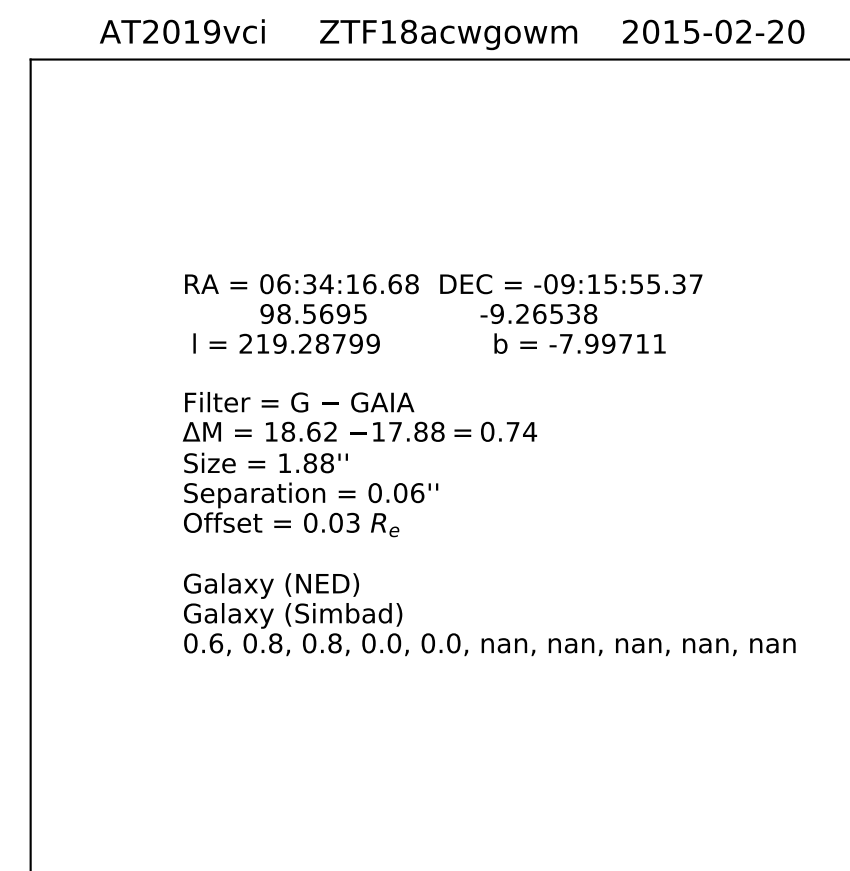 AT2019vci ZTF18acwgowm 2015-02-20
RA = 06:34:16.68 DEC = -09:15:55.37
98.5695 -9.26538
l = 219.28799 b = -7.99711
Filter = G − GAIA
ΔM = 18.62 −17.88 = 0.74
Size = 1.88''
Separation = 0.06''
Offset = 0.03 Rₑ
Galaxy (NED)
Galaxy (Simbad)
0.6, 0.8, 0.8, 0.0, 0.0, nan, nan, nan, nan, nan